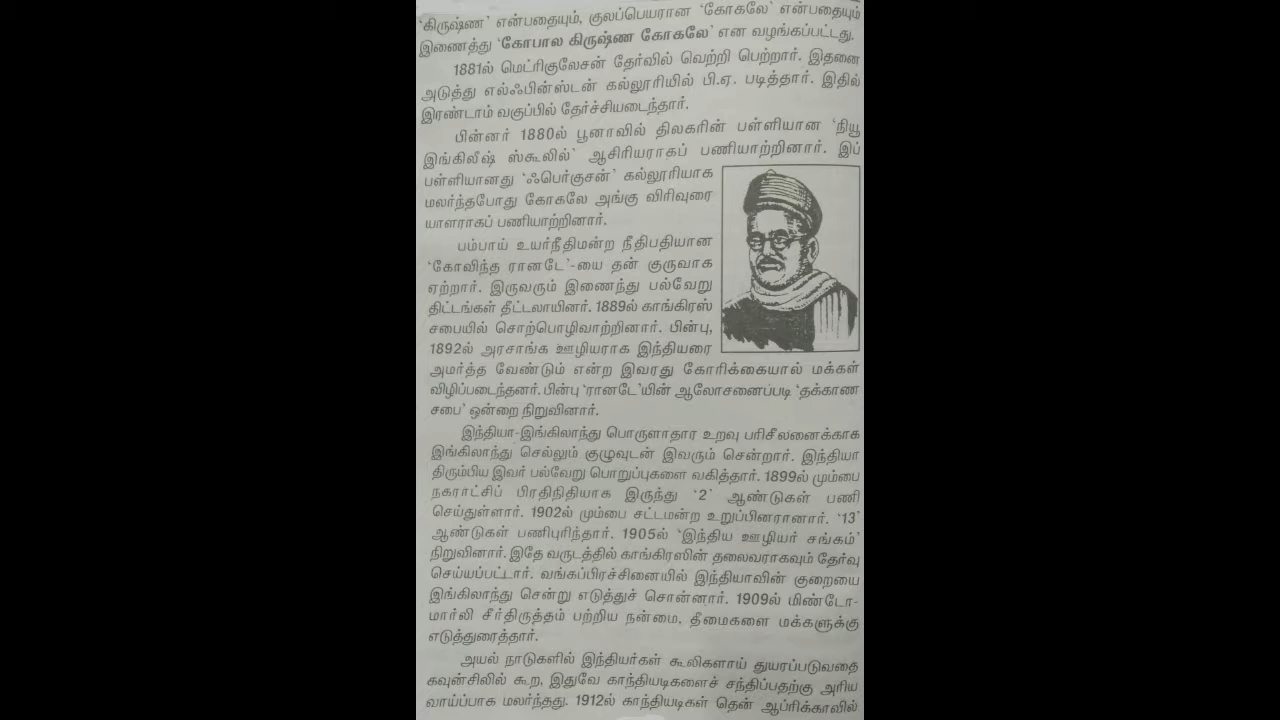 'கிருஷ்ண' என்பதையும், குலப்பெயரான 'கோகலே' என்பதையும்
இணைத்து 'கோபால கிருஷ்ண கோகலே' என வழங்கப்பட்டது.
1881ல் மெட்ரிகுலேசன் தேர்வில் வெற்றி பெற்றார். இதனை
அடுத்து எல்ஃபின்ஸ்டன் கல்லூரியில் பி.ஏ. படித்தார். இதில்
இரண்டாம் வகுப்பில் தேர்ச்சியடைந்தார்.
பின்னர் 1880ல் பூனாவில் திலகரின் பள்ளியான 'நியூ
இங்கிலீஷ் ஸ்கூலில்' ஆசிரியராகப் பணியாற்றினார். இப்
பள்ளியானது 'ஃபெர்குசன்' கல்லூரியாக
மலர்ந்தபோது கோகலே அங்கு விரிவுரை
யாளராகப் பணியாற்றினார்.
பம்பாய் உயர்நீதிமன்ற நீதிபதியான
'கோவிந்த ரானடே'-யை தன் குருவாக
ஏற்றார். இருவரும் இணைந்து பல்வேறு
திட்டங்கள் தீட்டலாயினர். 1889ல் காங்கிரஸ்
சபையில் சொற்பொழிவாற்றினார். பின்பு,
1892ல் அரசாங்க ஊழியராக இந்தியரை
அமர்த்த வேண்டும் என்ற இவரது கோரிக்கையால் மக்கள்
விழிப்படைந்தனர். பின்பு 'ரானடே'யின் ஆலோசனைப்படி 'தக்காண
சபை' ஒன்றை நிறுவினார்.
இந்தியா-இங்கிலாந்து பொருளாதார உறவு பரிசீலனைக்காக
இங்கிலாந்து செல்லும் குழுவுடன் இவரும் சென்றார். இந்தியா
திரும்பிய இவர் பல்வேறு பொறுப்புகளை வகித்தார். 1899ல் மும்பை
நகராட்சிப் பிரதிநிதியாக இருந்து '2' ஆண்டுகள் பணி
செய்துள்ளார். 1902ல் மும்பை சட்டமன்ற உறுப்பினரானார். '13'
ஆண்டுகள் பணிபுரிந்தார். 1905ல் 'இந்திய ஊழியர் சங்கம்'
நிறுவினார். இதே வருடத்தில் காங்கிரஸின் தலைவராகவும் தேர்வு
செய்யப்பட்டார். வங்கப்பிரச்சினையில் இந்தியாவின் குறையை
இங்கிலாந்து சென்று எடுத்துச் சொன்னார். 1909ல் மிண்டோ-
மார்லி சீர்திருத்தம் பற்றிய நன்மை, தீமைகளை மக்களுக்கு
எடுத்துரைத்தார்.
அயல் நாடுகளில் இந்தியர்கள் கூலிகளாய் துயரப்படுவதை
கவுன்சிலில் கூற, இதுவே காந்தியடிகளைச் சந்திப்பதற்கு அரிய
வாய்ப்பாக மலர்ந்தது. 1912ல் காந்தியடிகள் தென் ஆப்ரிக்காவில்